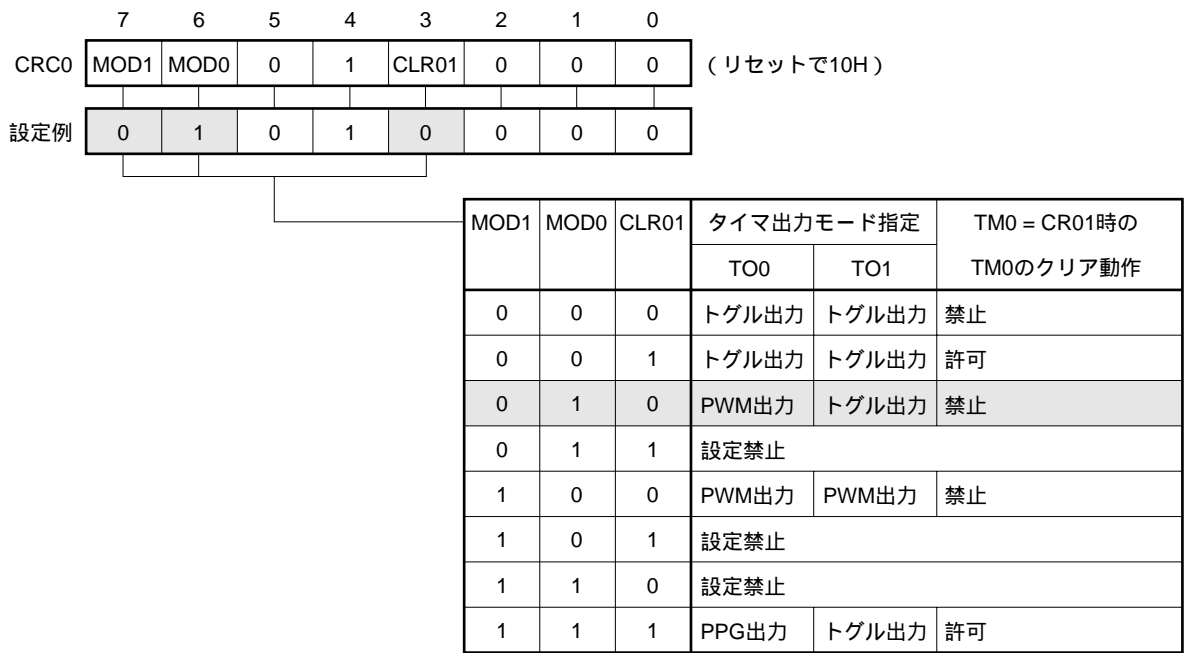 7 6 5 4 3 2 1 0
CRC0 MOD1 MOD0 0 1 CLR01 0 0 0 （リセットで10H）
設定例 0 1 0 1 0 0 0 0
MOD1 MOD0 CLR01 タイマ出力モード指定 TM0 = CR01時の
TO0 TO1 TM0のクリア動作
0 0 0 トグル出力 トグル出力 禁止
0 0 1 トグル出力 トグル出力 許可
0 1 0 PWM出力 トグル出力 禁止
0 1 1 設定禁止
1 0 0 PWM出力 PWM出力 禁止
1 0 1 設定禁止
1 1 0 設定禁止
1 1 1 PPG出力 トグル出力 許可